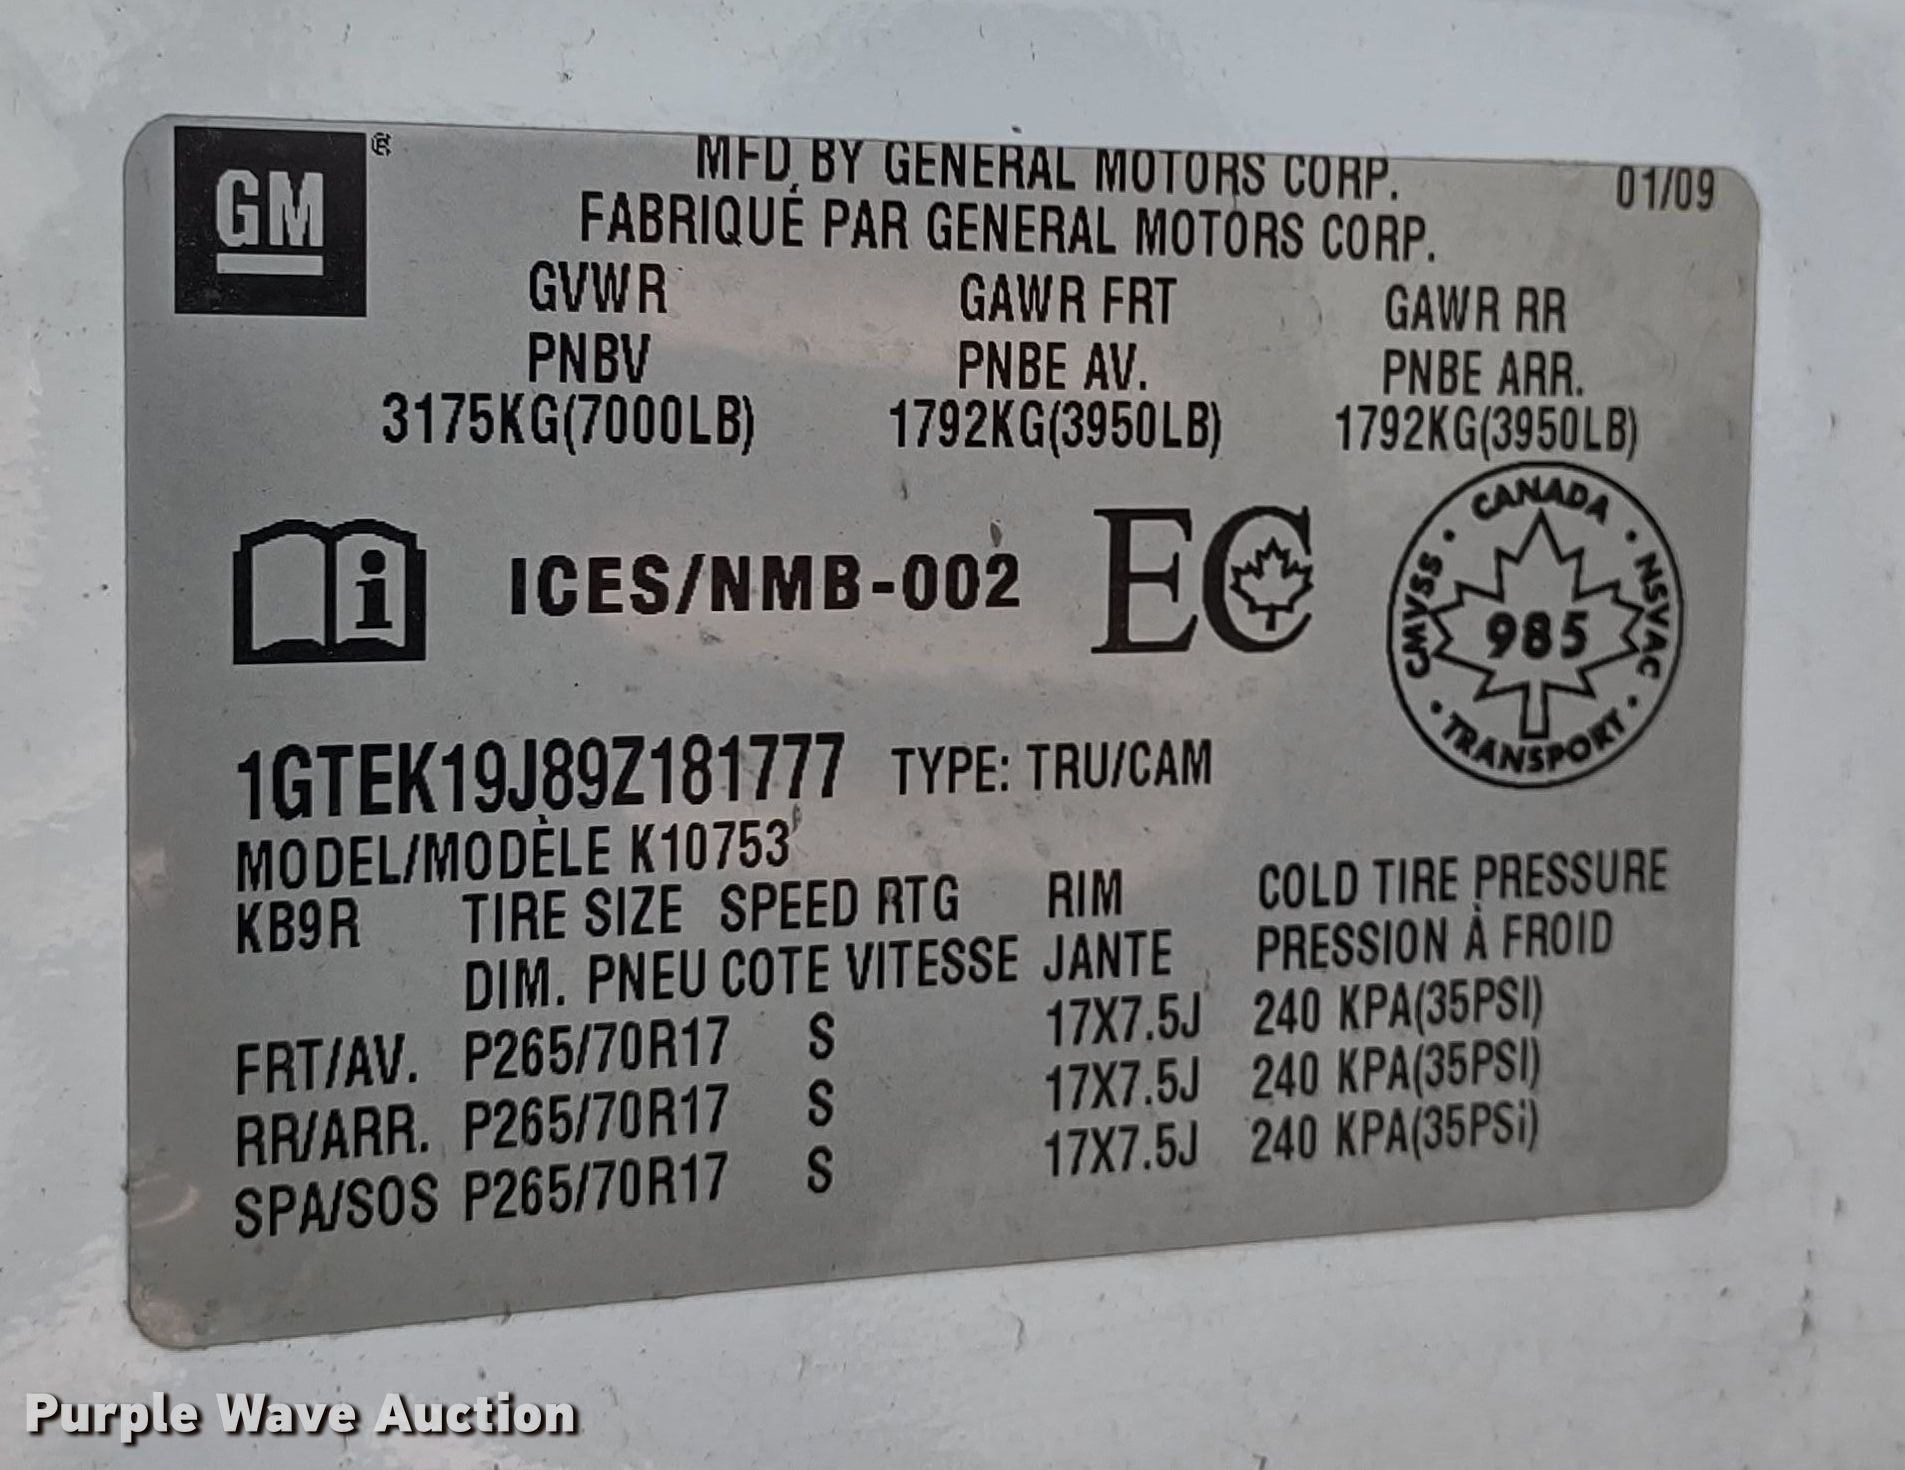 GM
MFD BY GENERAL MOTORS CORP. 01/09
FABRIQUÉ PAR GENERAL MOTORS CORP.
GVWR GAWR FRT GAWR RR
PNBV PNBE AV. PNBE ARR.
3175KG(7000LB) 1792KG(3950LB) 1792KG(3950LB)
i ICES/NMB-002 EC
CANADA
CMVSS 985 NSVAC
TRANSPORT
1GTEK19J89Z181777 TYPE: TRU/CAM
MODEL/MODÈLE K10753
KB9R TIRE SIZE SPEED RTG RIM COLD TIRE PRESSURE
DIM. PNEU COTE VITESSE JANTE PRESSION À FROID
FRT/AV. P265/70R17 S 17X7.5J 240 KPA(35PSI)
RR/ARR. P265/70R17 S 17X7.5J 240 KPA(35PSI)
SPA/SOS P265/70R17 S 17X7.5J 240 KPA(35PSi)
Purple Wave Auction